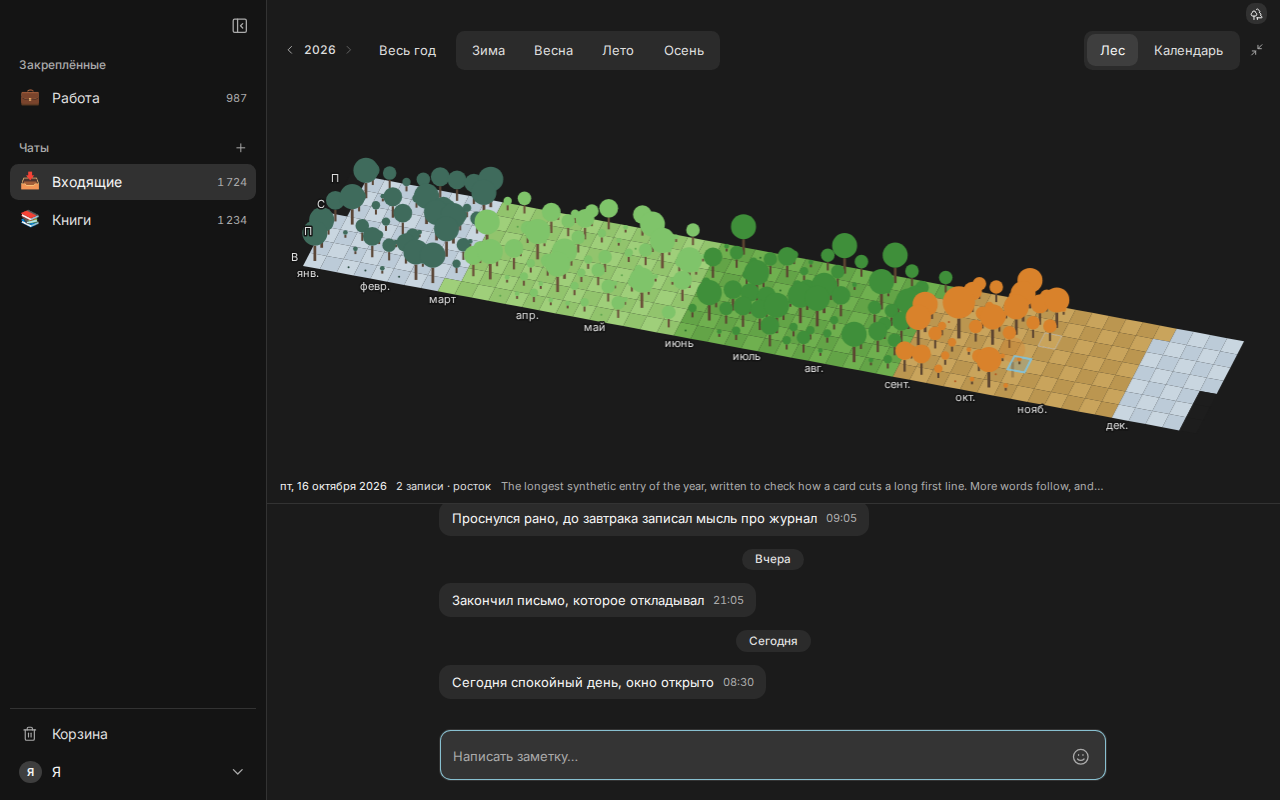 Закреплённые
Работа 987
Чаты
Входящие 1 724
Книги 1 234
Корзина
Я Я
2026 Весь год Зима Весна Лето Осень Лес Календарь
П
С
П
В
янв.
февр.
март
апр.
май
июнь
июль
авг.
сент.
окт.
нояб.
дек.
пт, 16 октября 2026 2 записи · росток The longest synthetic entry of the year, written to check how a card cuts a long first line. More words follow, and…
Проснулся рано, до завтрака записал мысль про журнал 09:05
Вчера
Закончил письмо, которое откладывал 21:05
Сегодня
Сегодня спокойный день, окно открыто 08:30
Написать заметку…